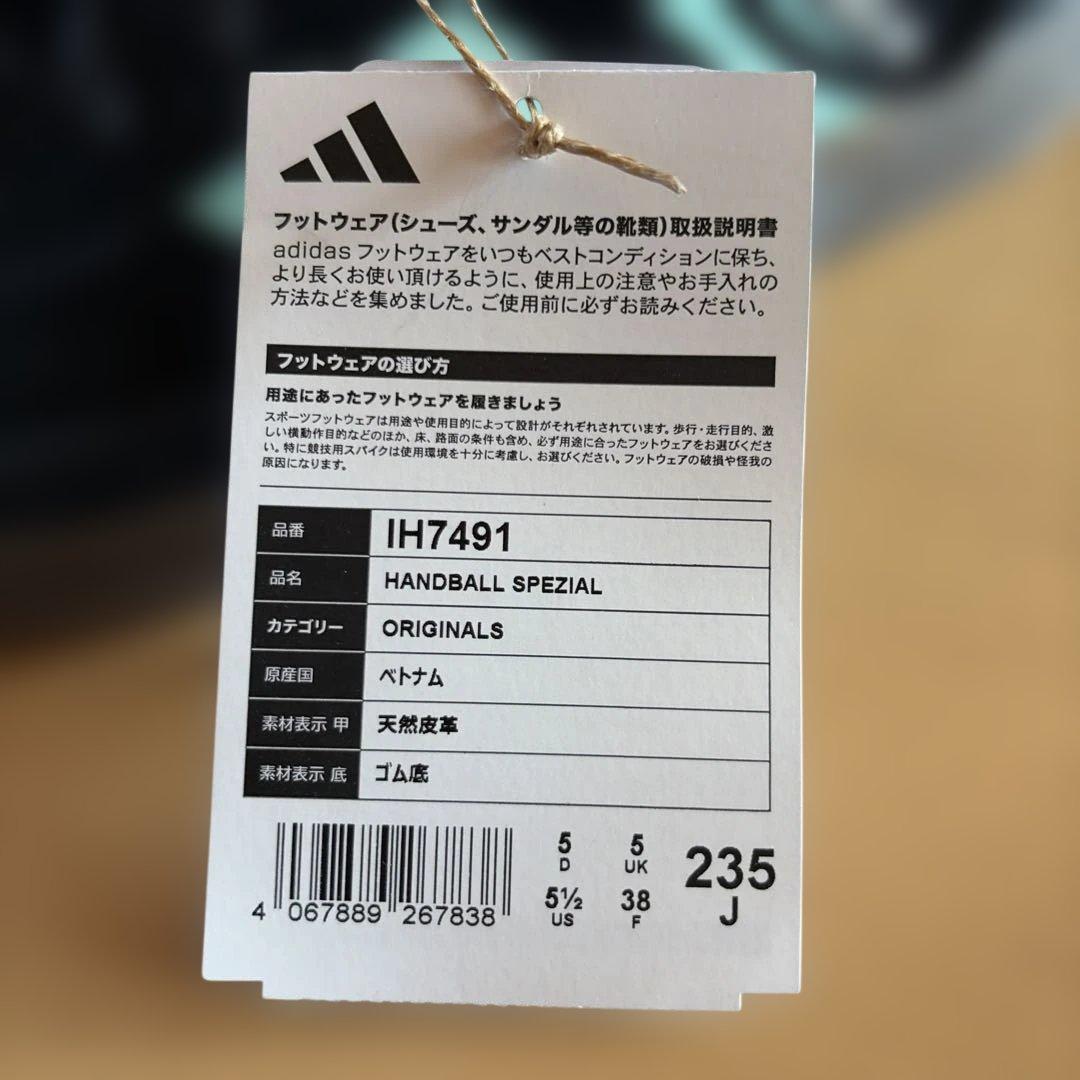 フットウェア(シューズ、サンダル等の靴類)取扱説明書
adidas フットウェアをいつもベストコンディションに保ち、
より長くお使い頂けるように、使用上の注意やお手入れの
方法などを集めました。ご使用前に必ずお読みください。
フットウェアの選び方
用途にあったフットウェアを履きましょう
スポーツフットウェアは用途や使用目的によって設計がそれぞれされています。歩行・走行目的、激
しい横動作目的などのほか、床、路面の条件も含め、必ず用途に合ったフットウェアをお選びくださ
い。特に競技用スパイクは使用環境を十分に考慮し、お選びください。フットウェアの破損や怪我の
原因になります。
品番 IH7491
品名 HANDBALL SPEZIAL
カテゴリー ORIGINALS
原産国 ベトナム
素材表示 甲 天然皮革
素材表示 底 ゴム底
5 5 235
D UK J
5½ 38
US F
4 067889 267838